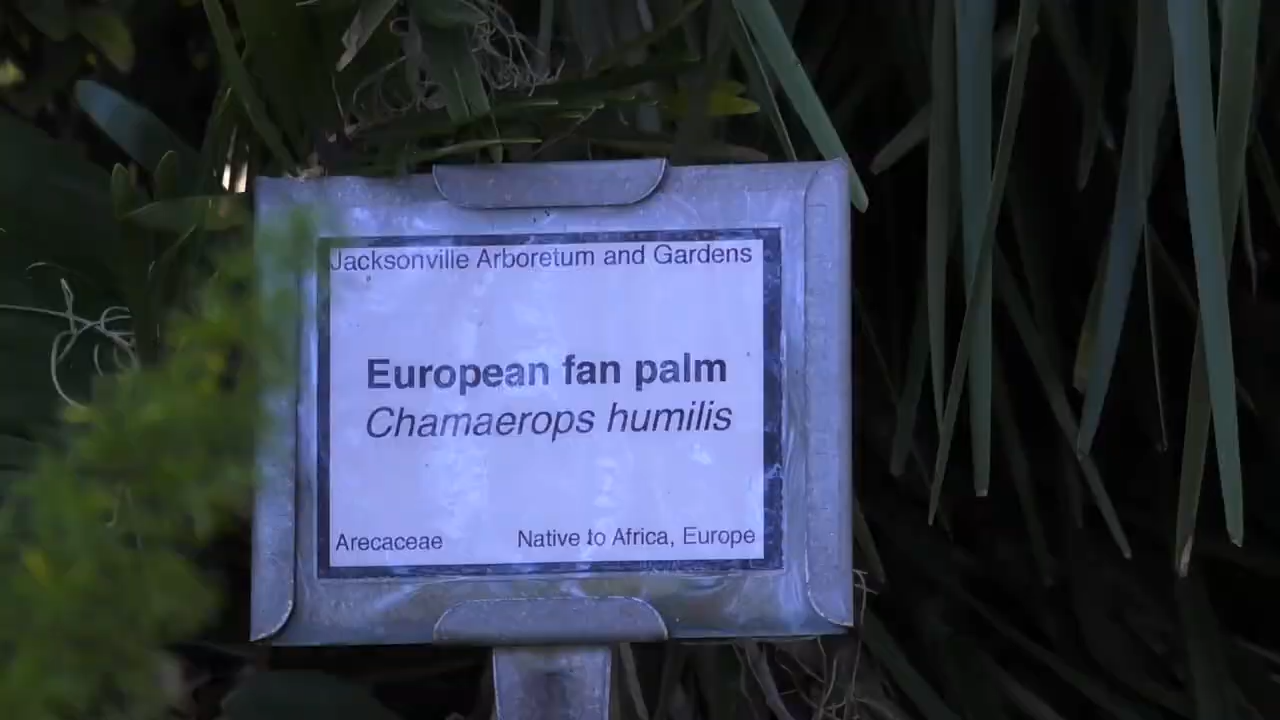 Jacksonville Arboretum and Gardens
European fan palm
Chamaerops humilis
Arecaceae
Native to Africa, Europe